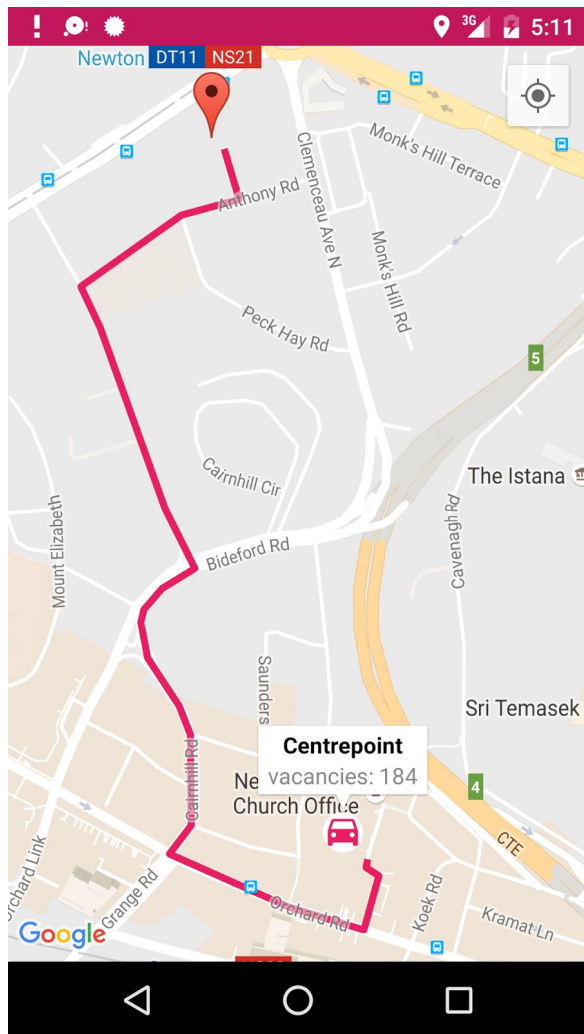 3G
5:11
Newton DT11 NS21
Monk's Hill Terrace
Clemenceau Ave N
Anthony Rd
Monk's Hill Rd
Peck Hay Rd
5
Cairnhill Cir
The Istana
Cavenagh Rd
Bideford Rd
Mount Elizabeth
Saunders
Sri Temasek
Centrepoint
vacancies: 184
Ne
Church Office
Cairnhill Rd
4
CTE
Orchard Link
Grange Rd
Koek Rd
Orchard Rd
Kramat Ln
Google